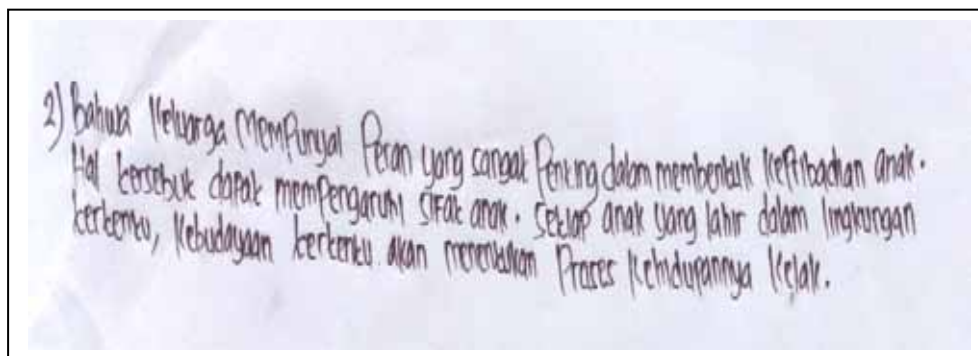 2) Bahwa Keluarga mempunyai Peran yang sangat Penting dalam membentuk kepribadian anak.
Hal tersebut dapat mempengaruhi sifat anak. Setiap anak yang lahir dalam lingkungan
tertentu, kebudayaan tertentu akan meneruskan Proses kehidupannya kelak.